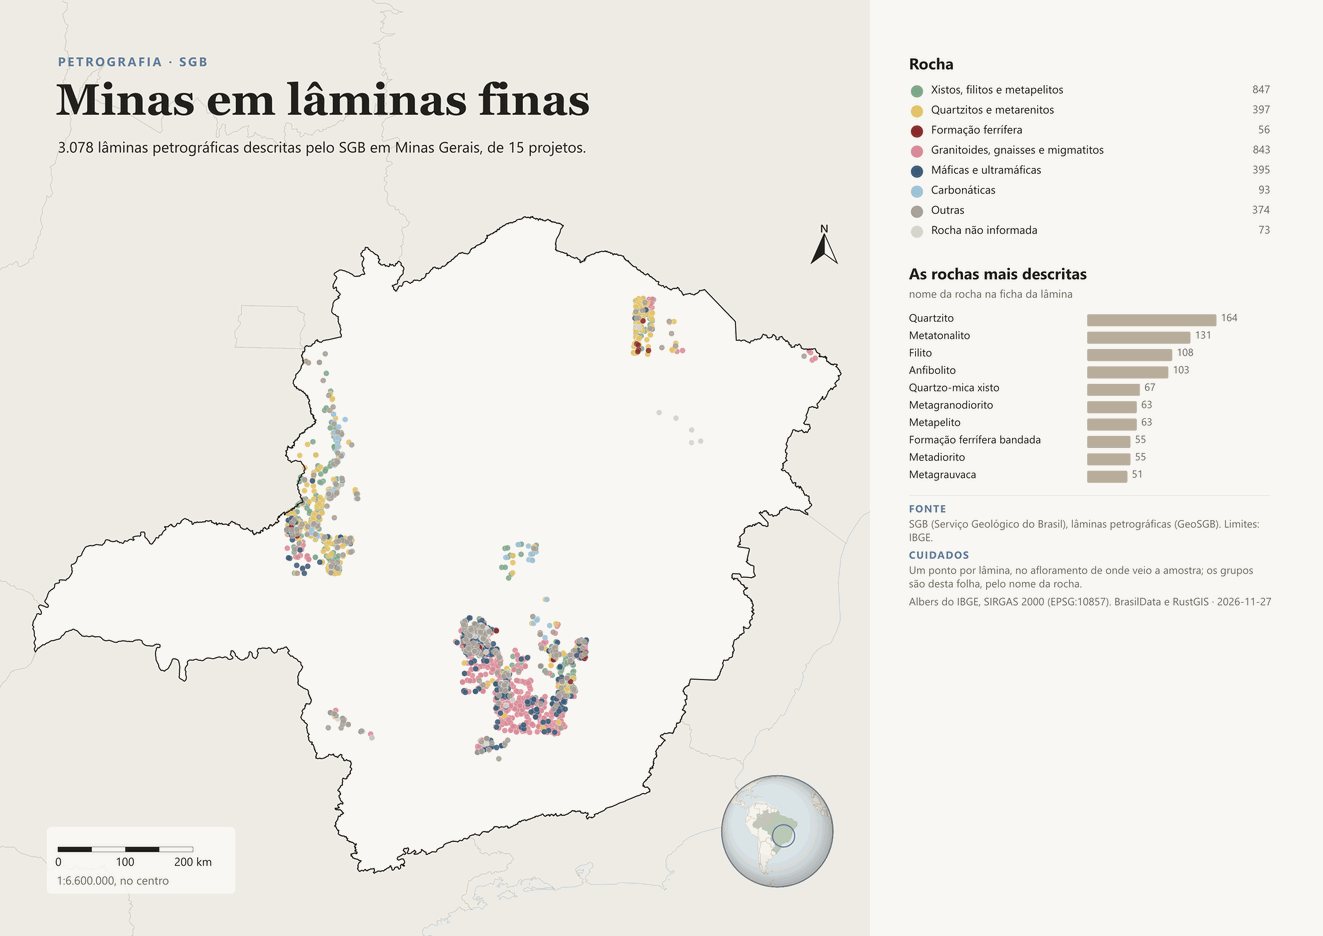 PETROGRAFIA · SGB
Minas em lâminas finas
3.078 lâminas petrográficas descritas pelo SGB em Minas Gerais, de 15 projetos.
N
0 100 200 km
1:6.600.000, no centro
Rocha
Xistos, filitos e metapelitos 847
Quartzitos e metarenitos 397
Formação ferrífera 56
Granitoides, gnaisses e migmatitos 843
Máficas e ultramáficas 395
Carbonáticas 93
Outras 374
Rocha não informada 73
As rochas mais descritas
nome da rocha na ficha da lâmina
Quartzito 164
Metatonalito 131
Filito 108
Anfibolito 103
Quartzo-mica xisto 67
Metagranodiorito 63
Metapelito 63
Formação ferrífera bandada 55
Metadiorito 55
Metagrauvaca 51
FONTE
SGB (Serviço Geológico do Brasil), lâminas petrográficas (GeoSGB). Limites:
IBGE.
CUIDADOS
Um ponto por lâmina, no afloramento de onde veio a amostra; os grupos
são desta folha, pelo nome da rocha.
Albers do IBGE, SIRGAS 2000 (EPSG:10857). BrasilData e RustGIS · 2026-11-27